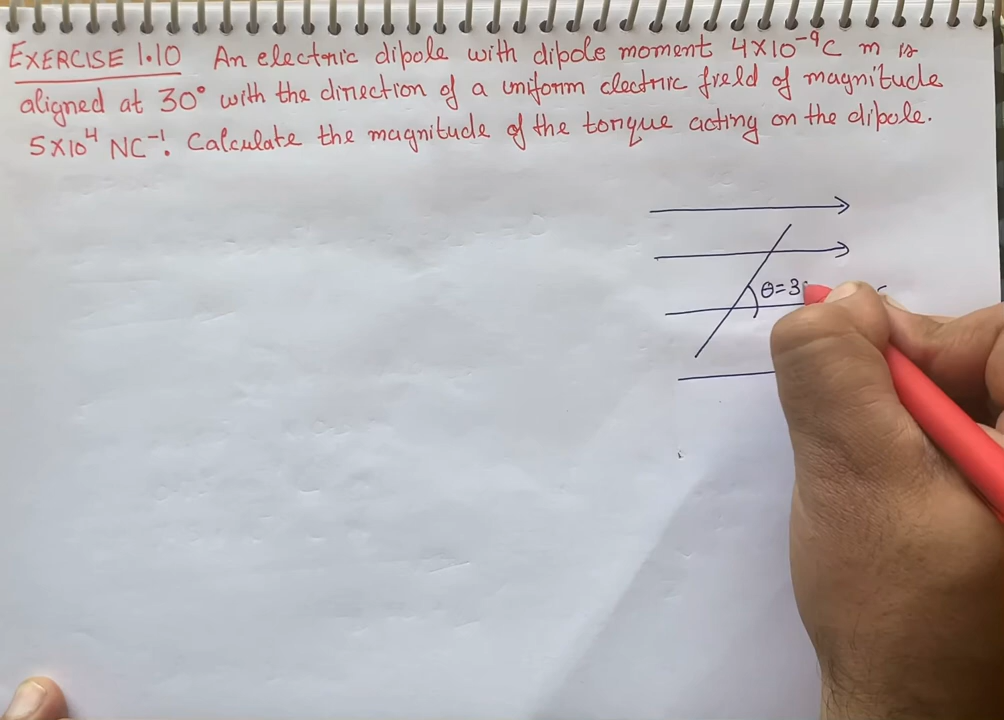 EXERCISE 1.10 An electric dipole with dipole moment 4×10⁻⁹C m is
aligned at 30° with the direction of a uniform electric field of magnitude
5×10⁴ NC⁻¹. Calculate the magnitude of the torque acting on the dipole.
θ=3